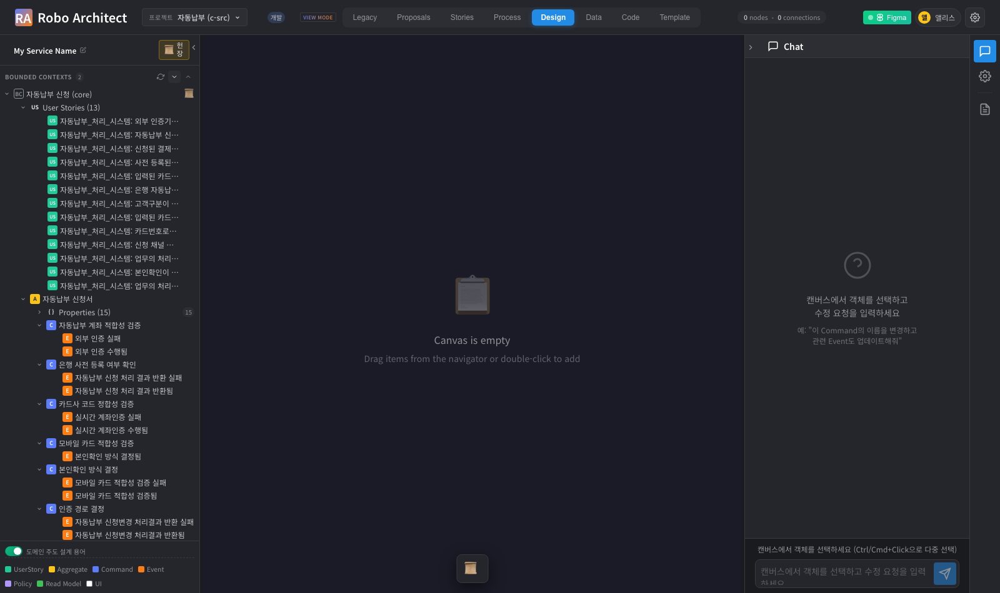 RA Robo Architect
프로젝트 자동납부 (c-src)
개발
VIEW MODE
Legacy Proposals Stories Process Design Data Code Template
0 nodes · 0 connections
Figma
앨 앨리스
My Service Name
헌장
BOUNDED CONTEXTS 2
BC 자동납부 신청 (core)
US User Stories (13)
US 자동납부_처리_시스템: 외부 인증기···
US 자동납부_처리_시스템: 자동납부 신···
US 자동납부_처리_시스템: 신청된 결제···
US 자동납부_처리_시스템: 사전 등록된···
US 자동납부_처리_시스템: 입력된 카드···
US 자동납부_처리_시스템: 은행 자동납···
US 자동납부_처리_시스템: 고객구분이 ···
US 자동납부_처리_시스템: 입력된 카드···
US 자동납부_처리_시스템: 카드번호로···
US 자동납부_처리_시스템: 신청 채널 ···
US 자동납부_처리_시스템: 업무의 처리···
US 자동납부_처리_시스템: 본인확인이 ···
US 자동납부_처리_시스템: 업무의 처리···
A 자동납부 신청서
{} Properties (15) 15
C 자동납부 계좌 적합성 검증
E 외부 인증 실패
E 외부 인증 수행됨
C 은행 사전 등록 여부 확인
E 자동납부 신청 처리 결과 반환 실패
E 자동납부 신청 처리 결과 반환됨
C 카드사 코드 정합성 검증
E 실시간 계좌인증 실패
E 실시간 계좌인증 수행됨
C 모바일 카드 적합성 검증
E 본인확인 방식 결정됨
C 본인확인 방식 결정
E 모바일 카드 적합성 검증 실패
E 모바일 카드 적합성 검증됨
C 인증 경로 결정
E 자동납부 신청변경 처리결과 반환 실패
E 자동납부 신청변경 처리결과 반환됨
도메인 주도 설계 용어
UserStory Aggregate Command Event
Policy Read Model UI
Canvas is empty
Drag items from the navigator or double-click to add
Chat
캔버스에서 객체를 선택하고
수정 요청을 입력하세요
예: "이 Command의 이름을 변경하고
관련 Event도 업데이트해줘"
캔버스에서 객체를 선택하세요 (Ctrl/Cmd+Click으로 다중 선택)
캔버스에서 객체를 선택하고 수정 요청을 입력
하세요